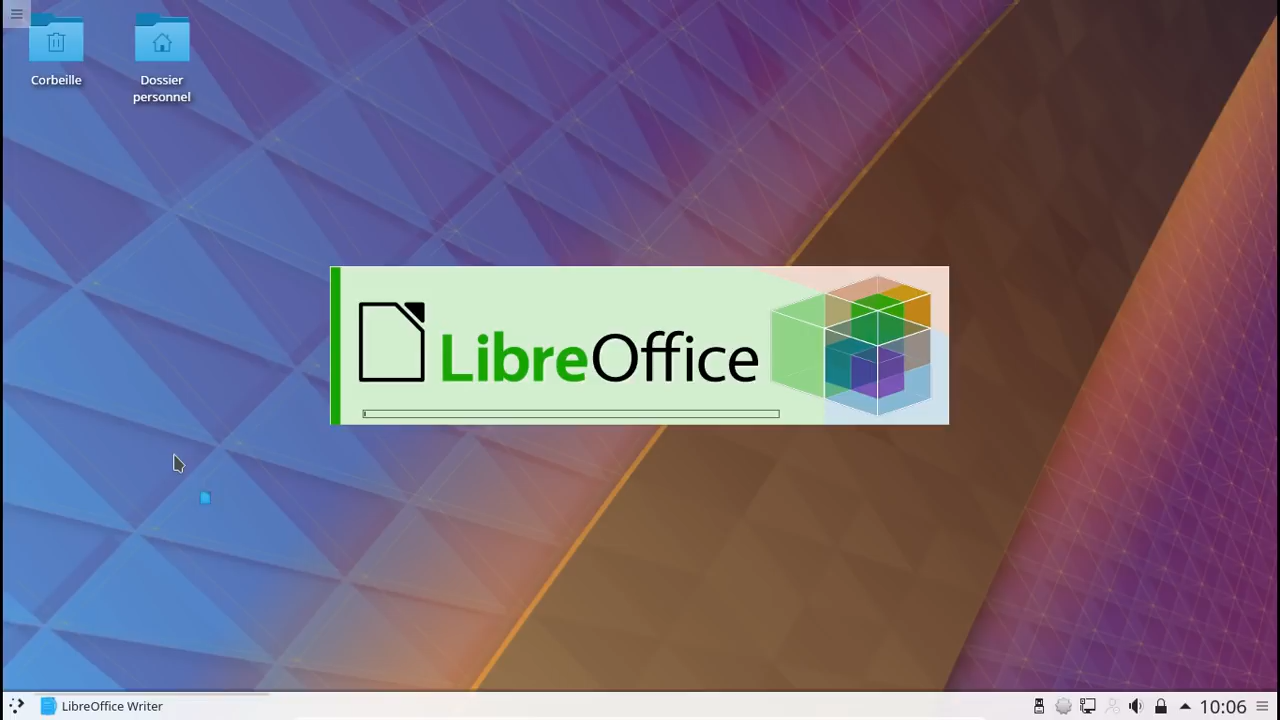 Corbeille
Dossier
personnel
LibreOffice
LibreOffice Writer
10:06